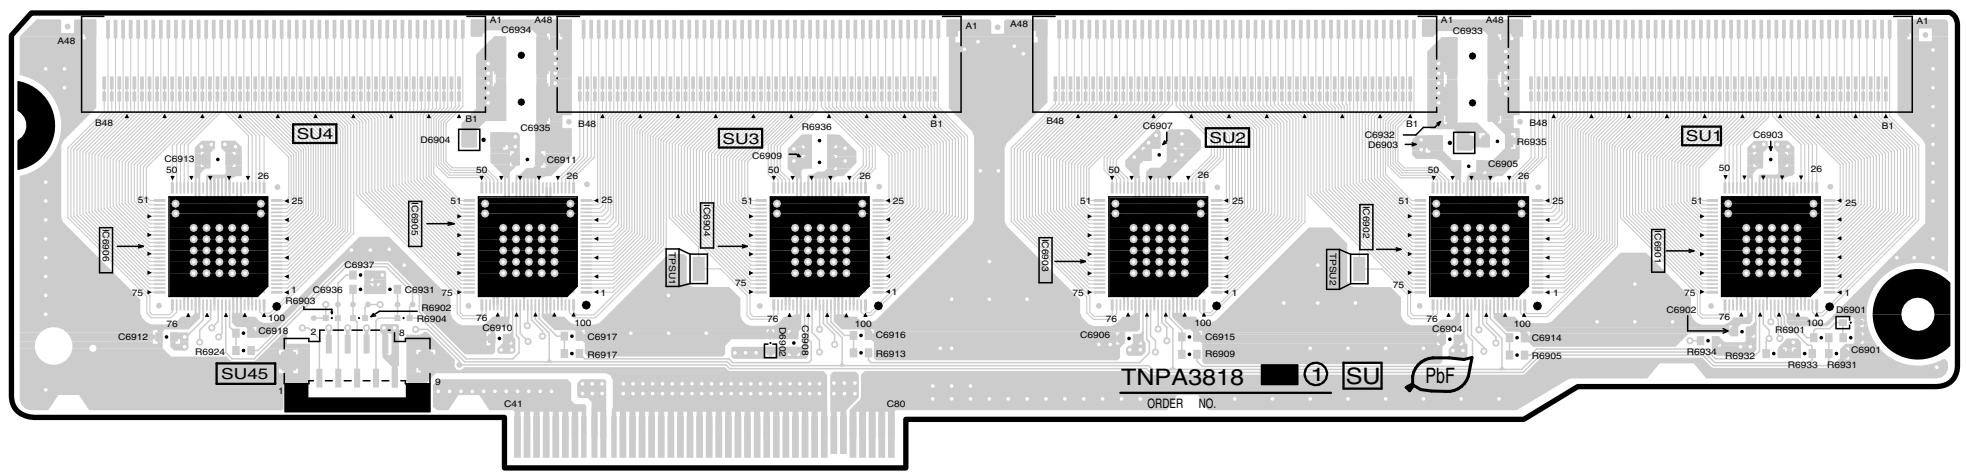 A48 A1 A48 A1 A48 A1 A48 A1
C6934 C6933
B48 B1 B48 B1 B48 B1 B48 B1
SU4 SU3 SU2 SU1
D6904 C6935 R6936 C6907 C6932 D6903 R6935 C6903
C6913 C6911 C6909 C6905
50 26 50 50 26 50 26 50 26
51 25 51 25 51 25 51 25 51 25 51 25
IC6906 IC6905 IC6904 IC6903 IC6902 IC6901
TPSU1 TPSU2
C6937
75 1 75 1 75 1 75 1 75 1 75 1
C6936 C6931
R6903 R6902
R6904
76 100 76 100 76 100 76 100 76 100 76 100
C6902 D6901
C6912 C6918 2 8 C6910 C6917 D6902 C6908 C6916 C6906 C6915 C6904 C6914 R6901 C6901
R6924 R6917 R6913 R6909 R6905 R6934 R6932 R6933 R6931
SU45
1 9
TNPA3818 1 SU PbF
C41 C80
ORDER NO.